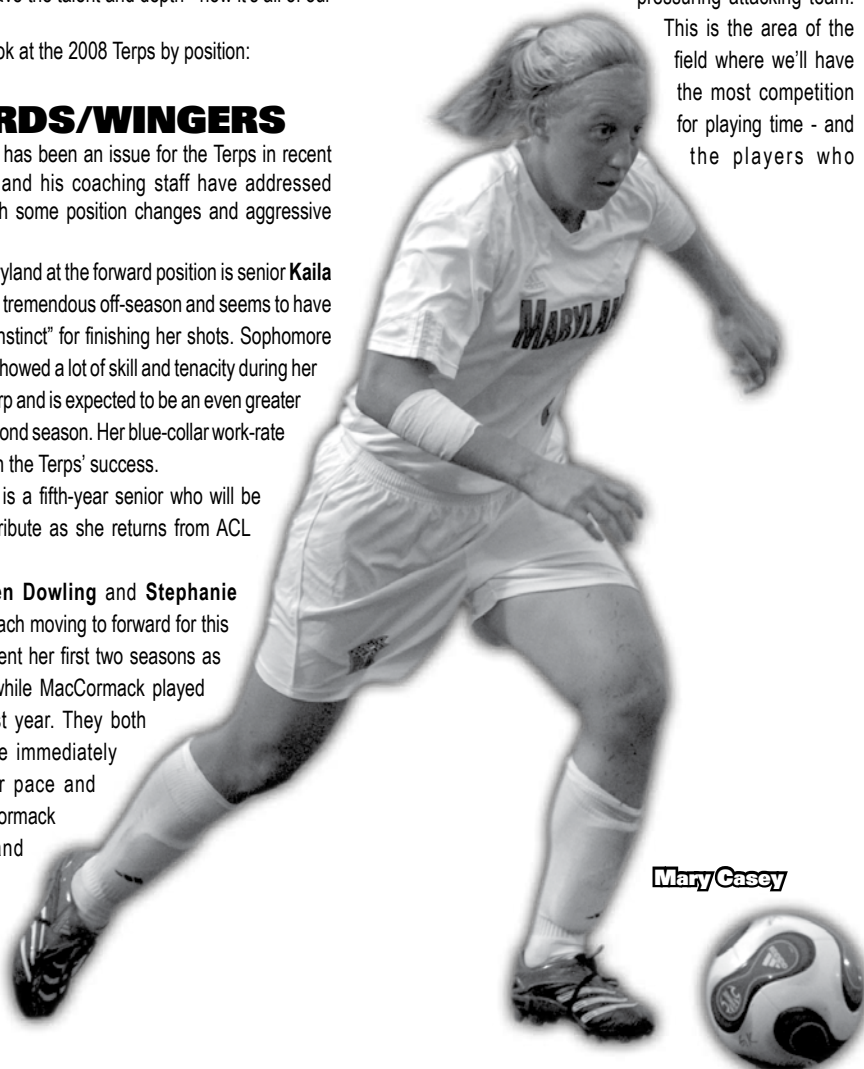 ave the talent and depth - now it's all of our
ok at the 2008 Terps by position:
RDS/WINGERS
has been an issue for the Terps in recent
and his coaching staff have addressed
h some position changes and aggressive
yland at the forward position is senior Kaila
tremendous off-season and seems to have
nstinct” for finishing her shots. Sophomore
howed a lot of skill and tenacity during her
rp and is expected to be an even greater
ond season. Her blue-collar work-rate
n the Terps’ success.
is a fifth-year senior who will be
ribute as she returns from ACL
en Dowling and Stephanie
ach moving to forward for this
ent her first two seasons as
while MacCormack played
st year. They both
e immediately
r pace and
ormack
and
pressuring attacking team.
This is the area of the
field where we’ll have
the most competition
for playing time - and
the players who
MARYLAN
Mary Casey